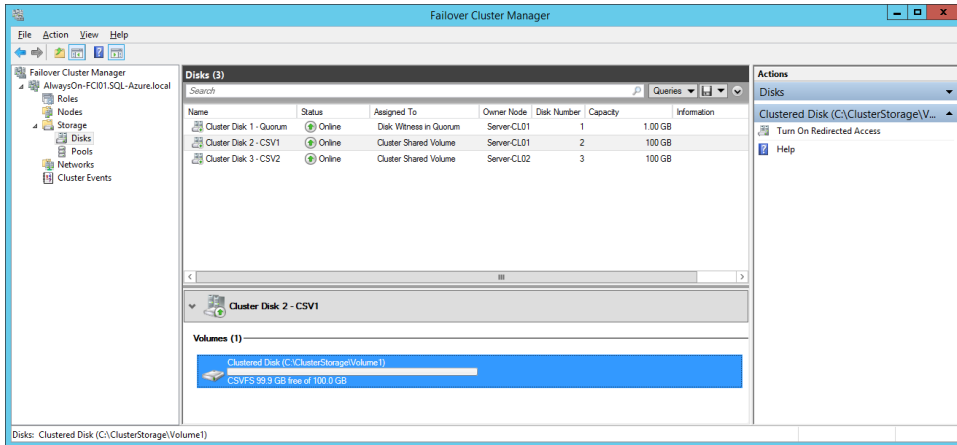 Failover Cluster Manager
File Action View Help
Failover Cluster Manager
AlwaysOn-FCI01.SQL-Azure.local
Roles
Nodes
Storage
Disks
Pools
Networks
Cluster Events
Disks (3)
Search
Queries
Name Status Assigned To Owner Node Disk Number Capacity Information
Cluster Disk 1 - Quorum Online Disk Witness in Quorum Server-CL01 1 1.00 GB
Cluster Disk 2 - CSV1 Online Cluster Shared Volume Server-CL01 2 100 GB
Cluster Disk 3 - CSV2 Online Cluster Shared Volume Server-CL02 3 100 GB
Cluster Disk 2 - CSV1
Volumes (1)
Clustered Disk (C:\ClusterStorage\Volume1)
CSVFS 99.9 GB free of 100.0 GB
Actions
Disks
Clustered Disk (C:\ClusterStorage\V...
Turn On Redirected Access
Help
Disks: Clustered Disk (C:\ClusterStorage\Volume1)